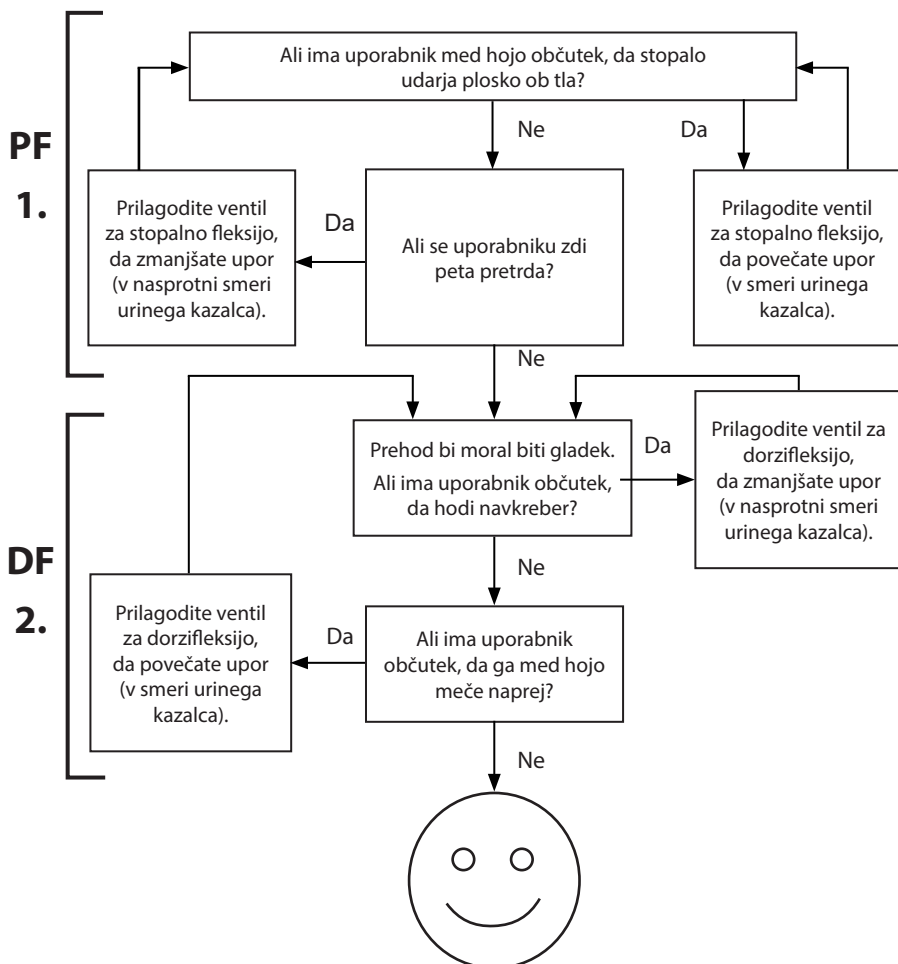 Ali ima uporabnik med hojo občutek, da stopalo
udarja plosko ob tla?
Ne
Da
PF
1.
Prilagodite ventil
za stopalno fleksijo,
da zmanjšate upor
(v nasprotni smeri
urinega kazalca).
Da
Ali se uporabniku zdi
peta pretrda?
Prilagodite ventil
za stopalno fleksijo,
da povečate upor
(v smeri urinega
kazalca).
Ne
DF
2.
Prehod bi moral biti gladek.
Ali ima uporabnik občutek,
da hodi navkreber?
Da
Prilagodite ventil za
dorzifleksijo,
da zmanjšate upor
(v nasprotni smeri
urinega kazalca).
Ne
Prilagodite ventil
za dorzifleksijo,
da povečate upor
(v smeri urinega
kazalca).
Da
Ali ima uporabnik
občutek, da ga med hojo
meče naprej?
Ne